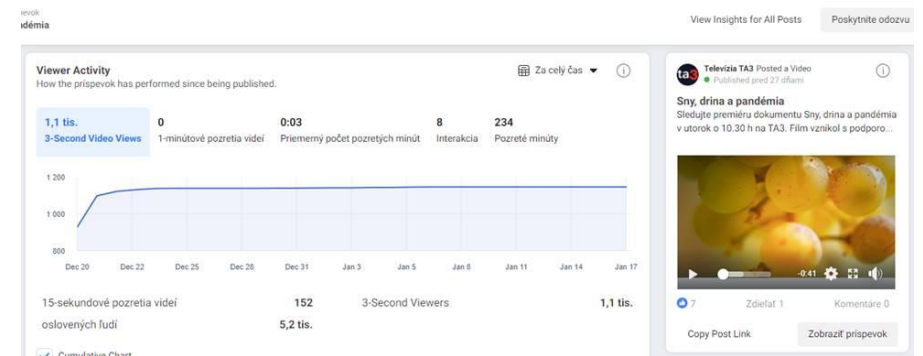 démia
View Insights for All Posts
Poskytnite odozvu
Viewer Activity
How the príspevok has performed since being published.
Za celý čas
1,1 tis.
3-Second Video Views
0
1-minútové pozretia videí
0:03
Priemerný počet pozretých minút
8
Interakcia
234
Pozreté minúty
1 200
1 000
800
Dec 20 Dec 22 Dec 25 Dec 28 Dec 31 Jan 3 Jan 5 Jan 8 Jan 11 Jan 14 Jan 17
15-sekundové pozretia videí 152
3-Second Viewers 1,1 tis.
oslovených ľudí 5,2 tis.
Cumulative Chart
ta3
Televízia TA3 Posted a Video
Published pred 27 dňami
Sny, drina a pandémia
Sledujte premiéru dokumentu Sny, drina a pandémia
v utorok o 10.30 h na TA3. Film vznikol s podporo...
-0:41
7
Zdieľať 1
Komentáre 0
Copy Post Link
Zobraziť príspevok